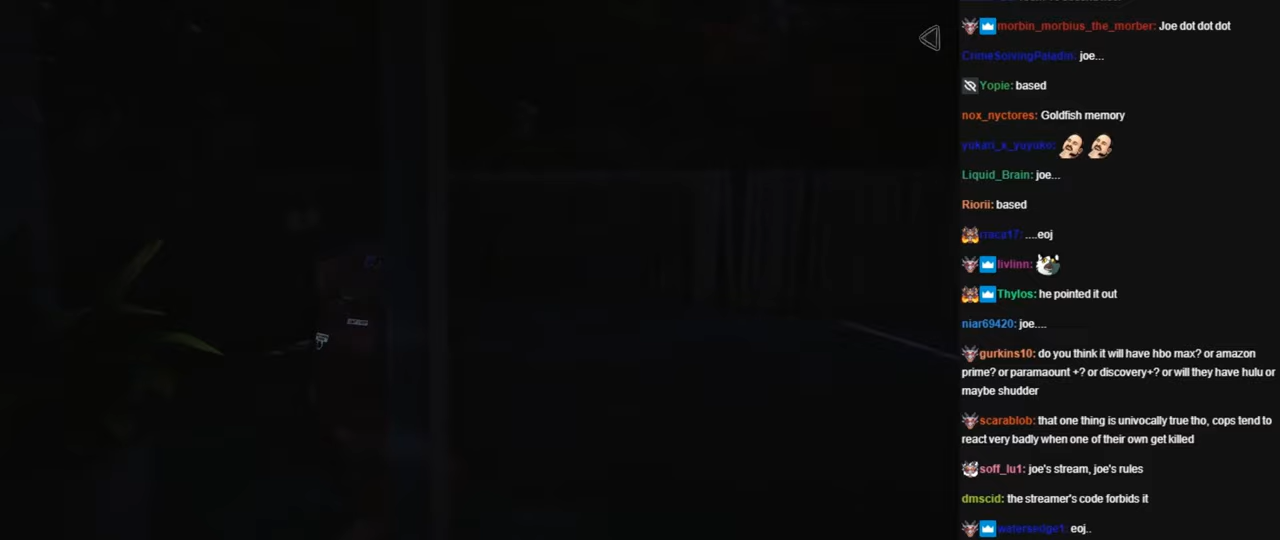 morbin_morbius_the_morber: Joe dot dot dot
CrimeSolvingPaladin: joe...
Yopie: based
nox_nyctores: Goldfish memory
yukari_x_yuyuko:
Liquid_Brain: joe...
Riorii: based
rraca17: ....eoj
livlinn:
Thylos: he pointed it out
niar69420: joe....
gurkins10: do you think it will have hbo max? or amazon
prime? or paramaount +? or discovery+? or will they have hulu or
maybe shudder
scarablob: that one thing is univocally true tho, cops tend to
react very badly when one of their own get killed
soff_lu1: joe's stream, joe's rules
dmscid: the streamer's code forbids it
watersedge1: eoj..